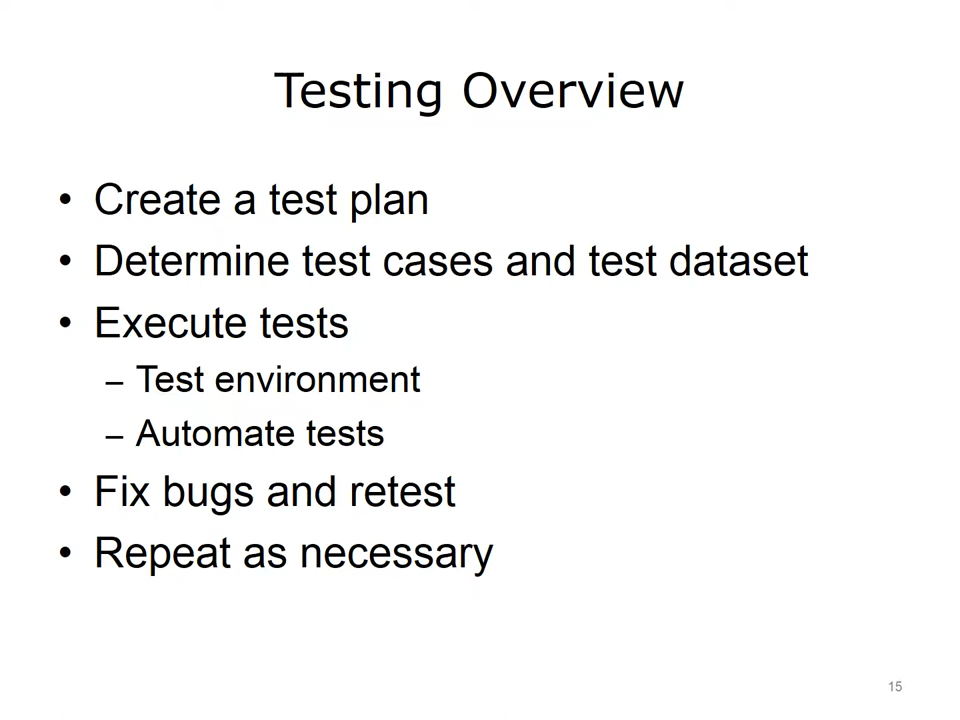 Testing Overview
• Create a test plan
• Determine test cases and test dataset
• Execute tests
– Test environment
– Automate tests
• Fix bugs and retest
• Repeat as necessary
15